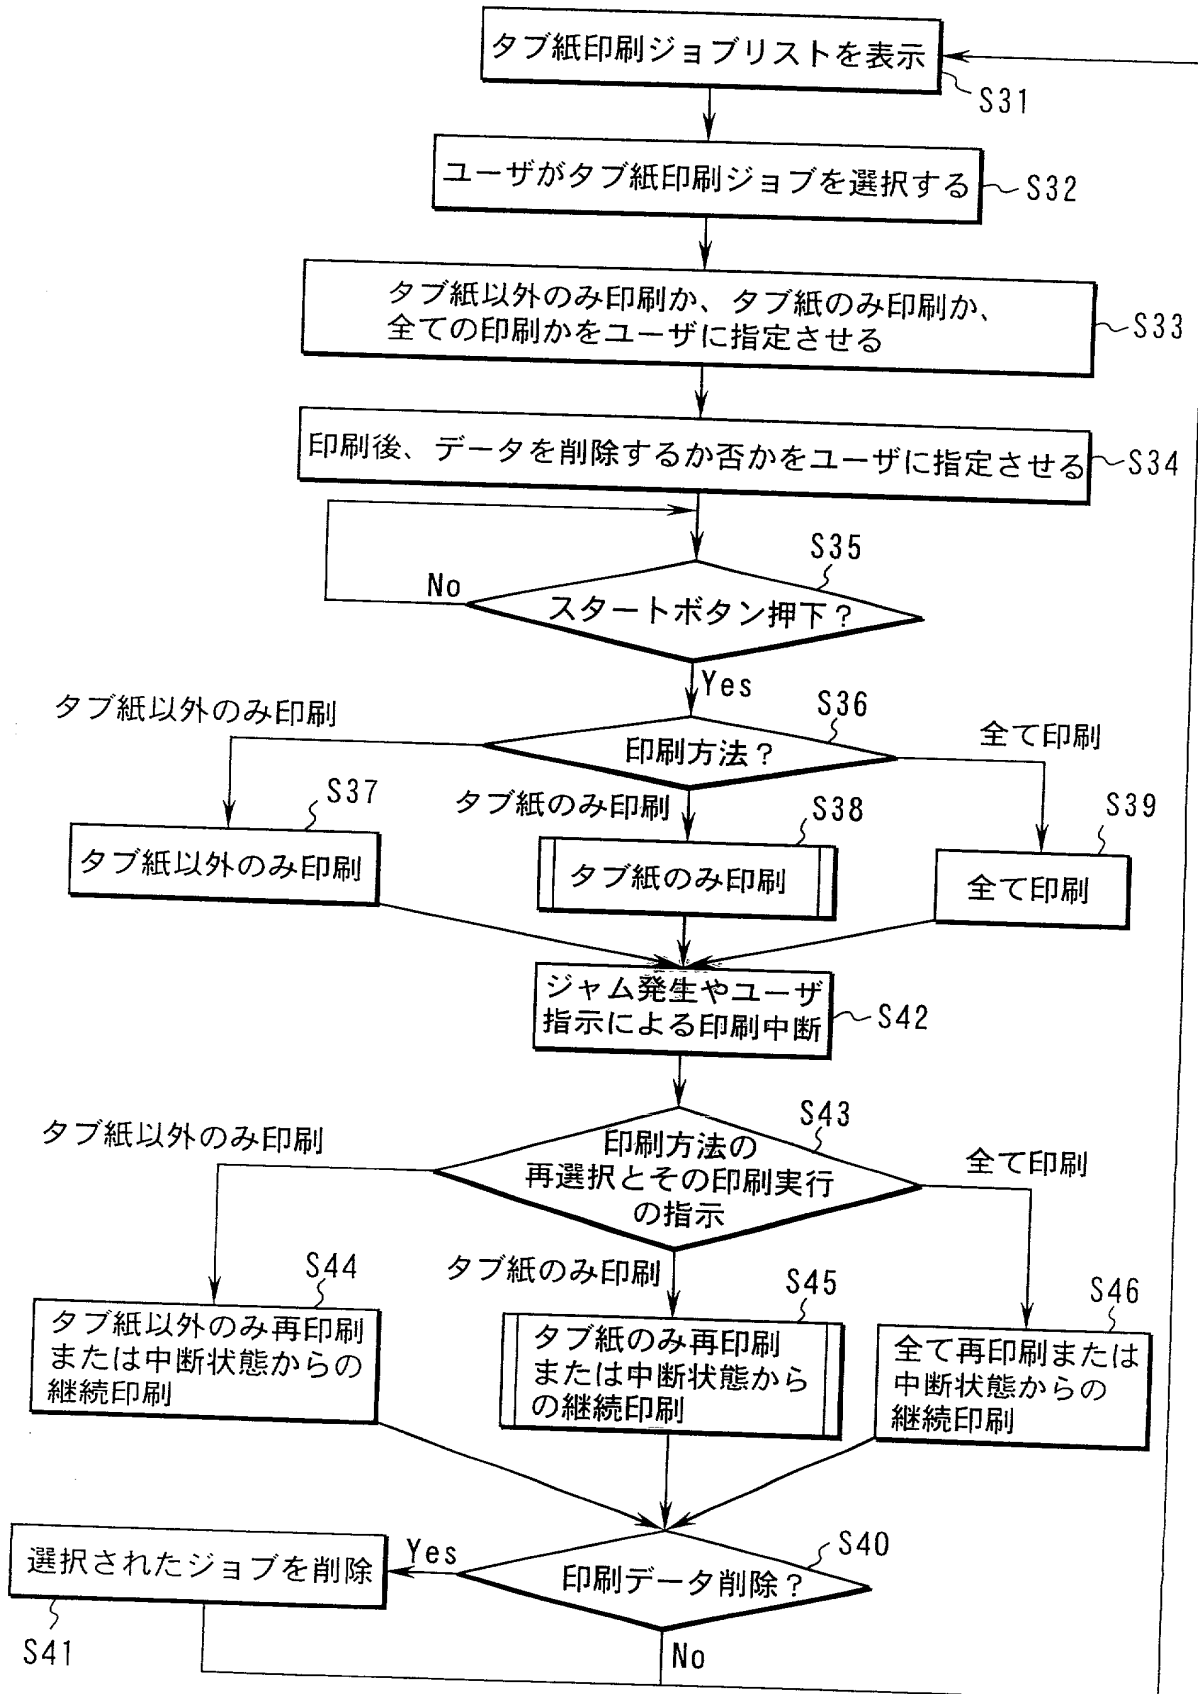 タブ紙印刷ジョブリストを表示
S31
ユーザがタブ紙印刷ジョブを選択する
S32
タブ紙以外のみ印刷か、タブ紙のみ印刷か、
全ての印刷かをユーザに指定させる
S33
印刷後、データを削除するか否かをユーザに指定させる
S34
S35
No
スタートボタン押下？
Yes
タブ紙以外のみ印刷
S36
全て印刷
印刷方法？
S37
タブ紙のみ印刷
S38
S39
タブ紙以外のみ印刷
タブ紙のみ印刷
全て印刷
ジャム発生やユーザ
指示による印刷中断
S42
S43
タブ紙以外のみ印刷
印刷方法の
再選択とその印刷実行
の指示
全て印刷
S44
タブ紙のみ印刷
S45
S46
タブ紙以外のみ再印刷
または中断状態からの
継続印刷
タブ紙のみ再印刷
または中断状態から
の継続印刷
全て再印刷または
中断状態からの
継続印刷
選択されたジョブを削除
Yes
印刷データ削除？
S40
S41
No